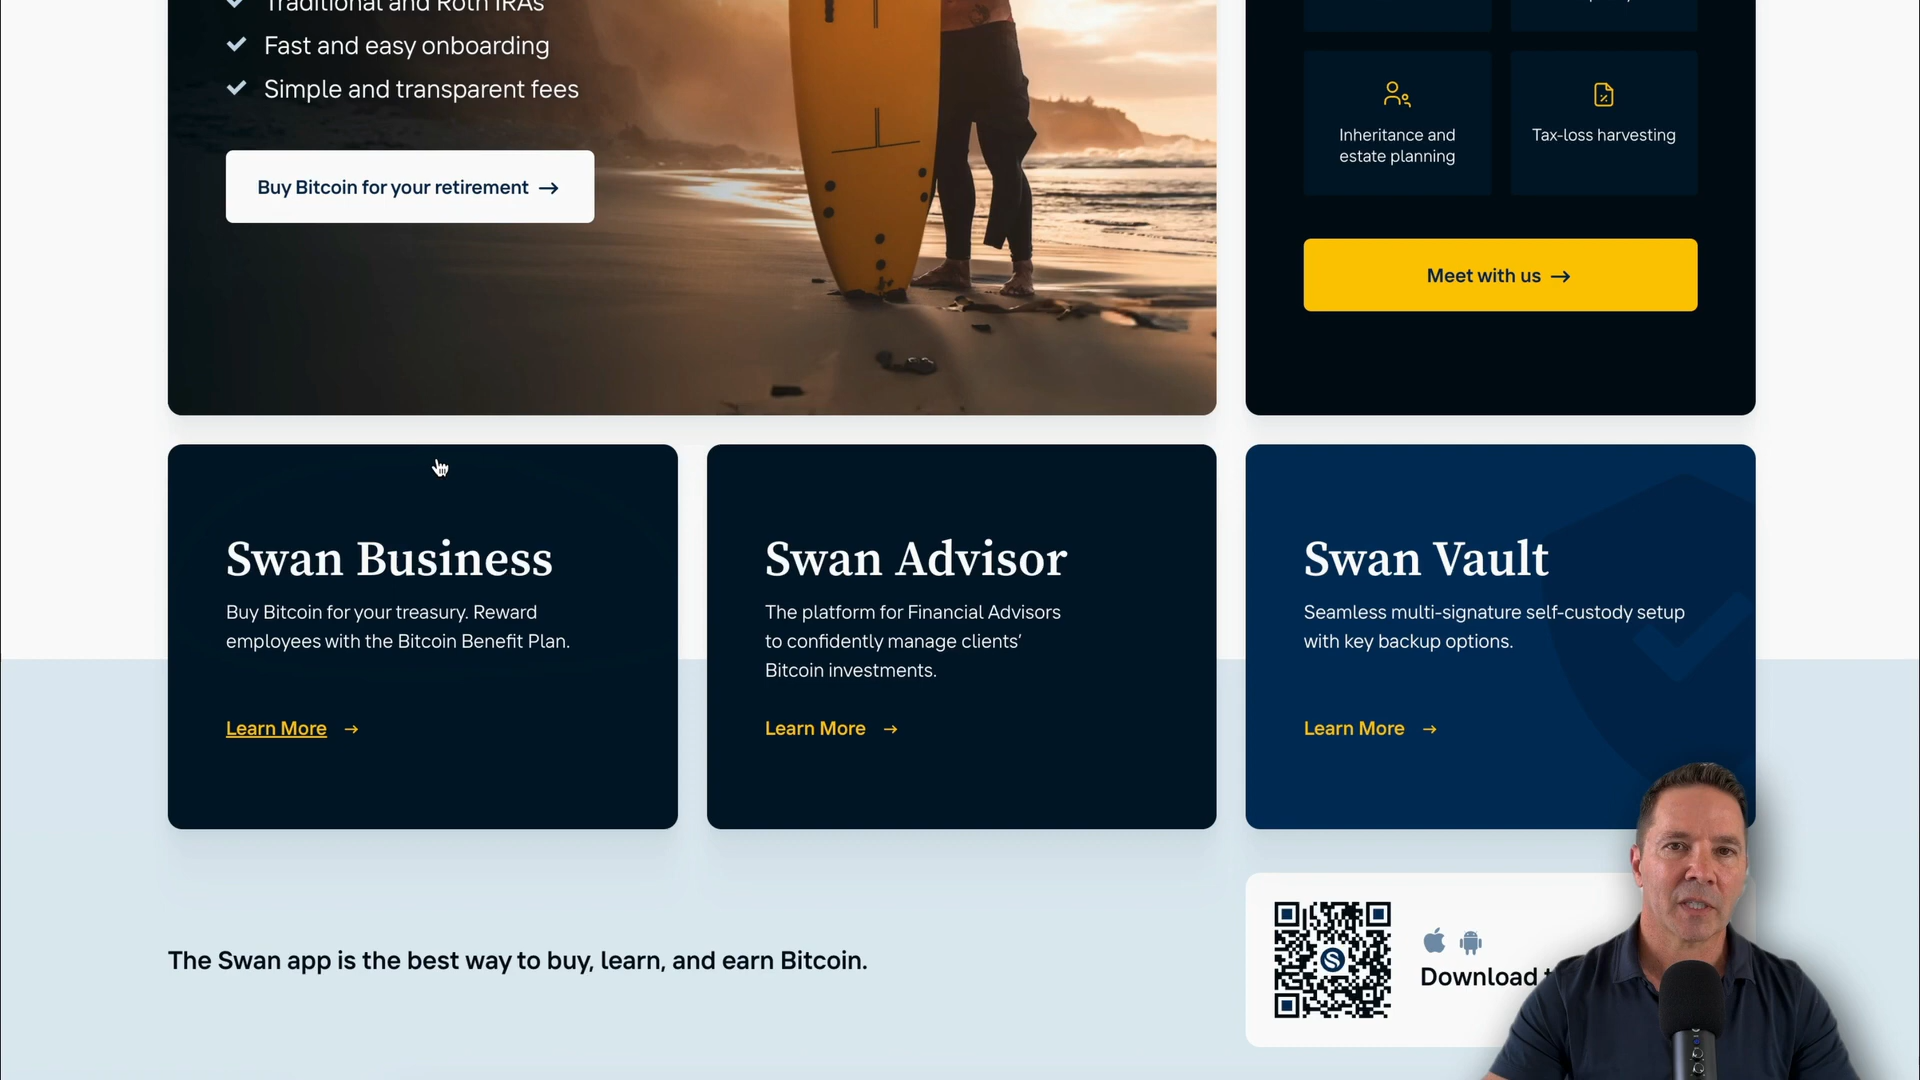 Traditional and Roth IRAs
Fast and easy onboarding
Simple and transparent fees
Buy Bitcoin for your retirement →
Inheritance and
estate planning
Tax-loss harvesting
Meet with us →
Swan Business
Buy Bitcoin for your treasury. Reward
employees with the Bitcoin Benefit Plan.
Learn More →
Swan Advisor
The platform for Financial Advisors
to confidently manage clients’
Bitcoin investments.
Learn More →
Swan Vault
Seamless multi-signature self-custody setup
with key backup options.
Learn More →
The Swan app is the best way to buy, learn, and earn Bitcoin.
Download